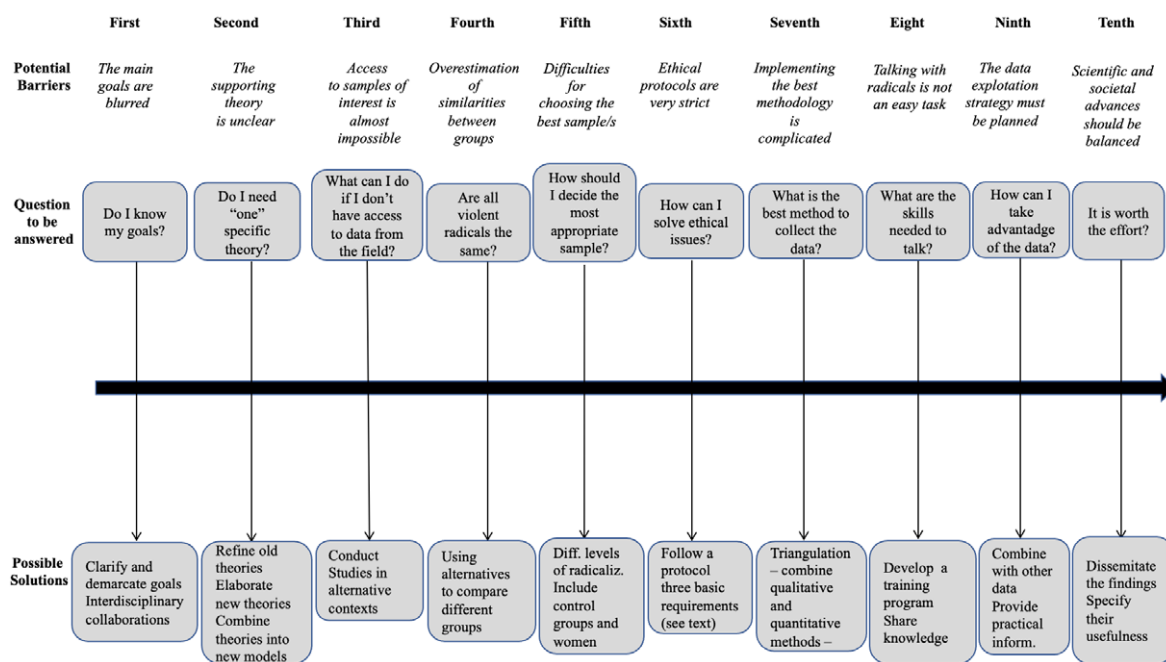 First Second Third Fourth Fifth Sixth Seventh Eight Ninth Tenth
Potential
Barriers
The main
goals are
blurred
The
supporting
theory
is unclear
Access
to samples of
interest is
almost
impossible
Overestimation
of
similarities
between
groups
Difficulties
for
choosing the
best sample/s
Ethical
protocols are
very strict
Implementing
the best
methodology
is
complicated
Talking with
radicals is not
an easy task
The data
explotation
strategy must
be planned
Scientific and
societal
advances
should be
balanced
Question
to be
answered
Do I know
my goals?
Do I need
“one”
specific
theory?
What can I do
if I don’t
have access
to data from
the field?
Are all
violent
radicals the
same?
How should
I decide the
most
appropriate
sample?
How can I
solve ethical
issues?
What is the
best method to
collect the
data?
What are the
skills
needed to
talk?
How can I
take
advantadge
of the data?
It is worth
the effort?
Possible
Solutions
Clarify and
demarcate goals
Interdisciplinary
collaborations
Refine old
theories
Elaborate
new theories
Combine
theories into
new models
Conduct
Studies in
alternative
contexts
Using
alternatives
to compare
different
groups
Diff. levels
of radicaliz.
Include
control
groups and
women
Follow a
protocol
three basic
requirements
(see text)
Triangulation
– combine
qualitative
and
quantitative
methods –
Develop a
training
program
Share
knowledge
Combine
with other
data
Provide
practical
inform.
Dissemitate
the findings
Specify
their
usefulness